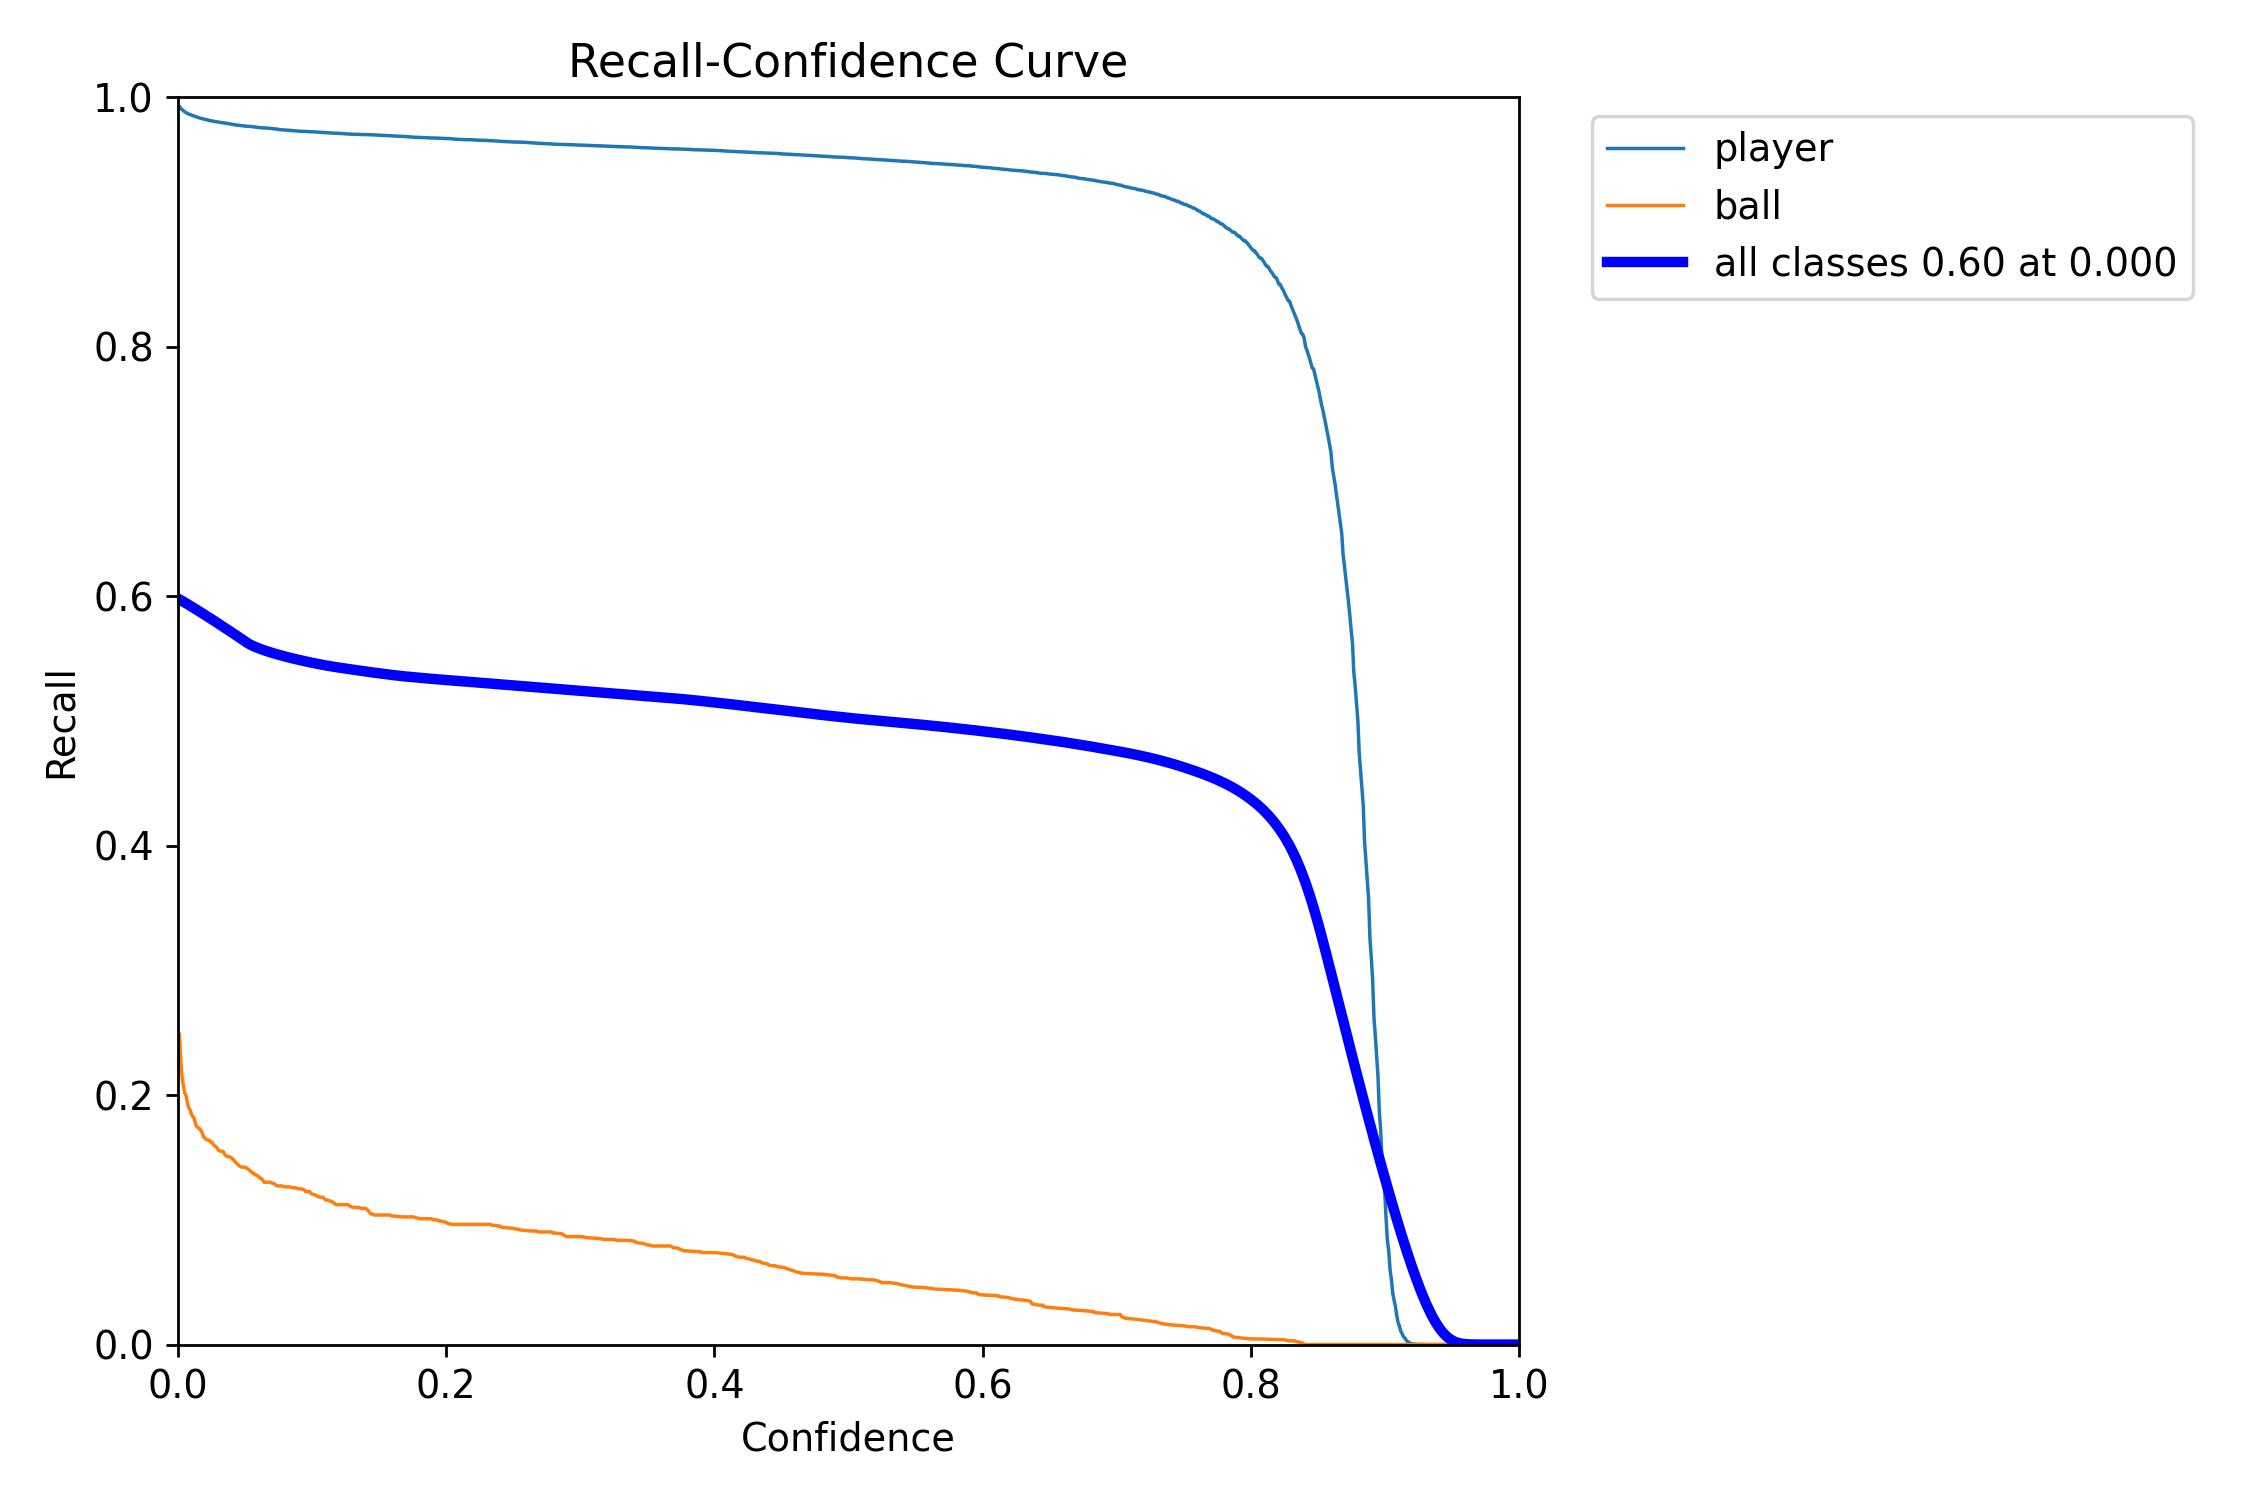 Recall-Confidence Curve
1.0
0.8
0.6
0.4
0.2
0.0
Recall
0.0 0.2 0.4 0.6 0.8 1.0
Confidence
player
ball
all classes 0.60 at 0.000